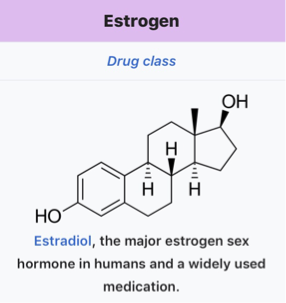 Estrogen
Drug class
OH
H
H
H
HO
Estradiol, the major estrogen sex
hormone in humans and a widely used
medication.